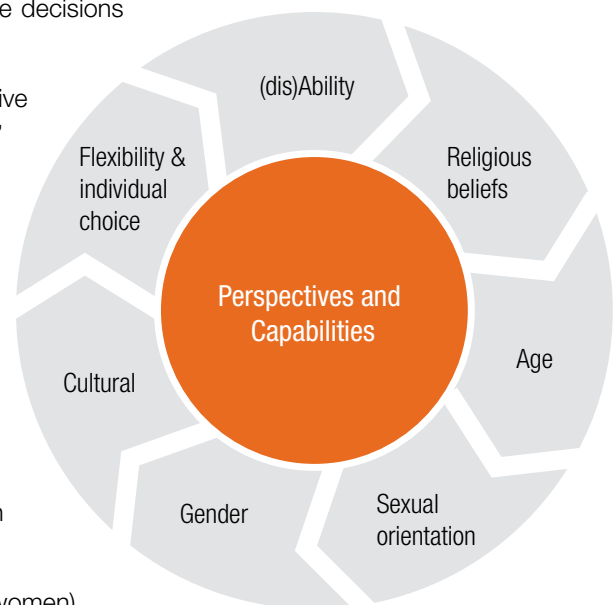 e decisions
ive
,
n
women)
(dis)Ability
Religious
beliefs
Age
Sexual
orientation
Gender
Cultural
Flexibility &
individual
choice
Perspectives and
Capabilities